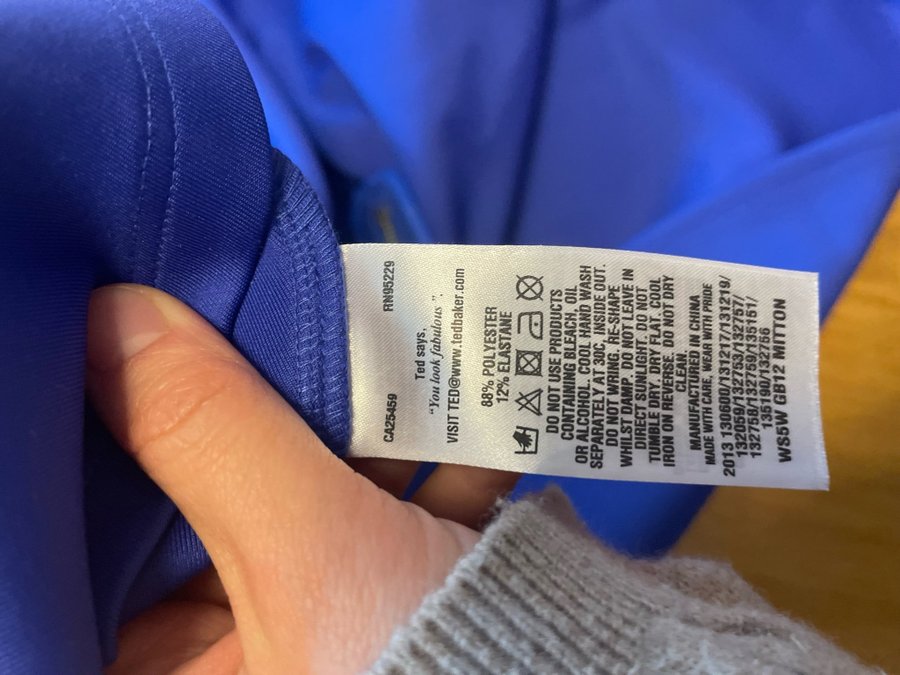 CA25459 RN95229
Ted says,
“You look fabulous”.
VISIT TED@www.tedbaker.com
88% POLYESTER
12% ELASTANE
DO NOT USE PRODUCTS
CONTAINING BLEACH, OIL
OR ALCOHOL. COOL HAND WASH
SEPARATELY AT 30C, INSIDE OUT.
DO NOT WRING. RE-SHAPE
WHILST DAMP. DO NOT LEAVE IN
DIRECT SUNLIGHT. DO NOT
TUMBLE DRY. DRY FLAT. COOL
IRON ON REVERSE. DO NOT DRY
CLEAN.
MANUFACTURED IN CHINA
MADE WITH CARE, WEAR WITH PRIDE
2013 130600/131217/131219/
132059/132753/132757/
132758/132759/135151/
135190/132756
WS5W GB12 MITTON